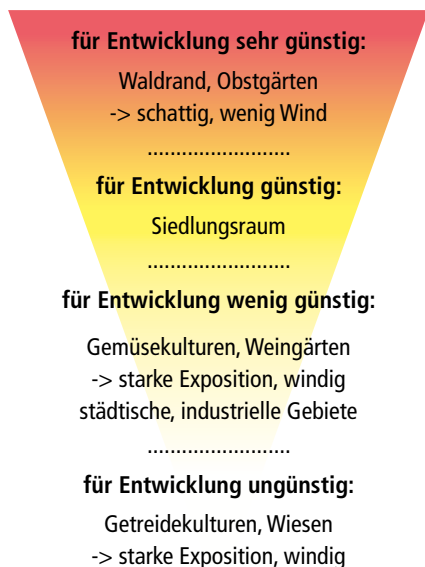 für Entwicklung sehr günstig:
Waldrand, Obstgärten
-> schattig, wenig Wind
.........................
für Entwicklung günstig:
Siedlungsraum
.........................
für Entwicklung wenig günstig:
Gemüsekulturen, Weingärten
-> starke Exposition, windig
städtische, industrielle Gebiete
.........................
für Entwicklung ungünstig:
Getreidekulturen, Wiesen
-> starke Exposition, windig